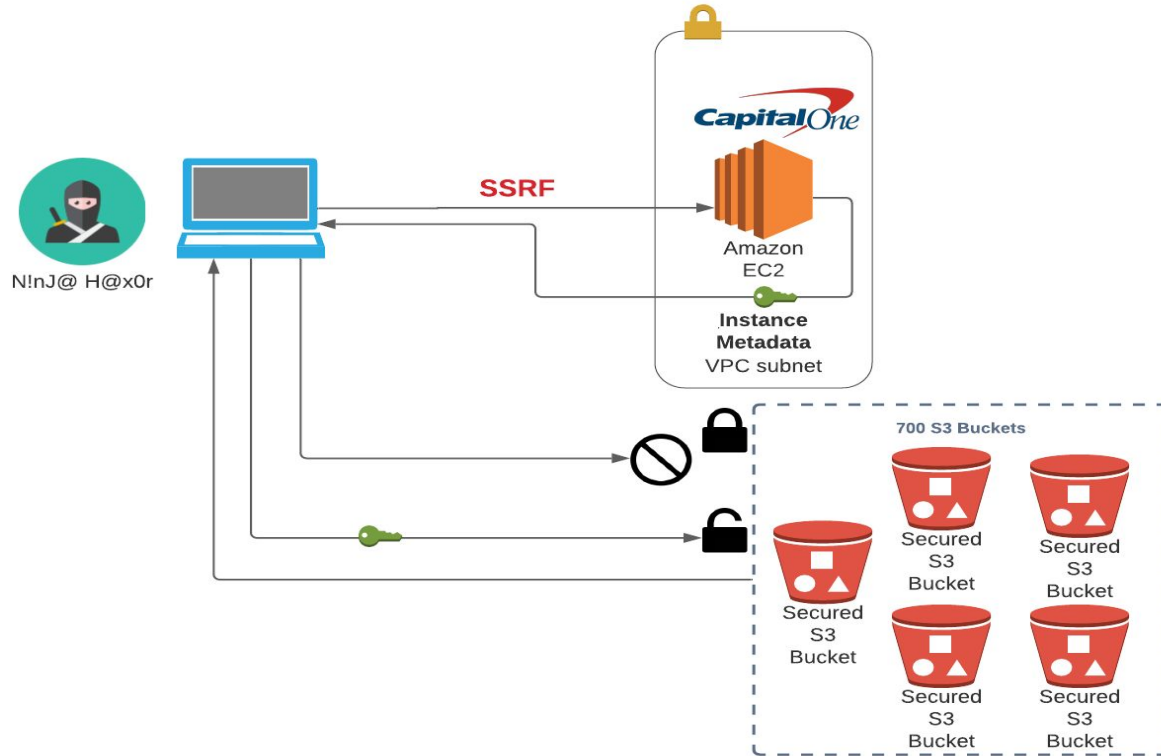 CapitalOne
SSRF
Amazon
EC2
N!nJ@ H@x0r
Instance
Metadata
VPC subnet
700 S3 Buckets
Secured
S3
Bucket
Secured
S3
Bucket
Secured
S3
Bucket
Secured
S3
Bucket
Secured
S3
Bucket